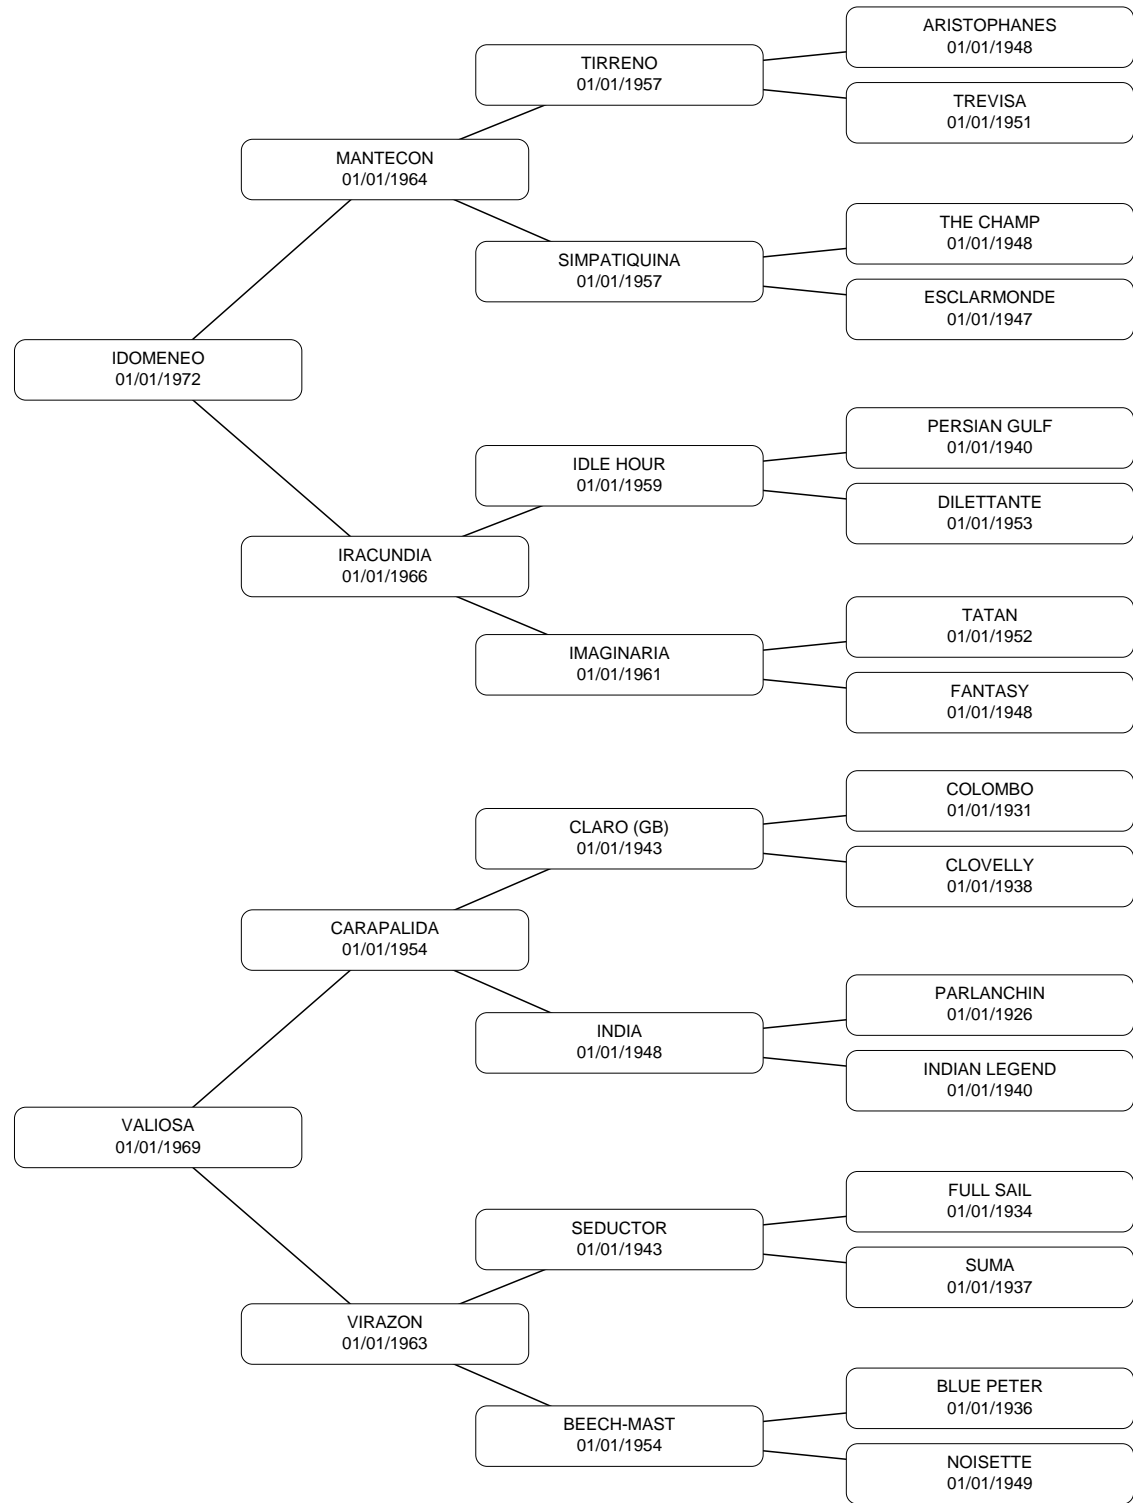 ARISTOPHANES
01/01/1948
TIRRENO
01/01/1957
TREVISA
01/01/1951
MANTECON
01/01/1964
THE CHAMP
01/01/1948
SIMPATIQUINA
01/01/1957
ESCLARMONDE
01/01/1947
IDOMENEO
01/01/1972
PERSIAN GULF
01/01/1940
IDLE HOUR
01/01/1959
DILETTANTE
01/01/1953
IRACUNDIA
01/01/1966
TATAN
01/01/1952
IMAGINARIA
01/01/1961
FANTASY
01/01/1948
COLOMBO
01/01/1931
CLARO (GB)
01/01/1943
CLOVELLY
01/01/1938
CARAPALIDA
01/01/1954
PARLANCHIN
01/01/1926
INDIA
01/01/1948
INDIAN LEGEND
01/01/1940
VALIOSA
01/01/1969
FULL SAIL
01/01/1934
SEDUCTOR
01/01/1943
SUMA
01/01/1937
VIRAZON
01/01/1963
BLUE PETER
01/01/1936
BEECH-MAST
01/01/1954
NOISETTE
01/01/1949